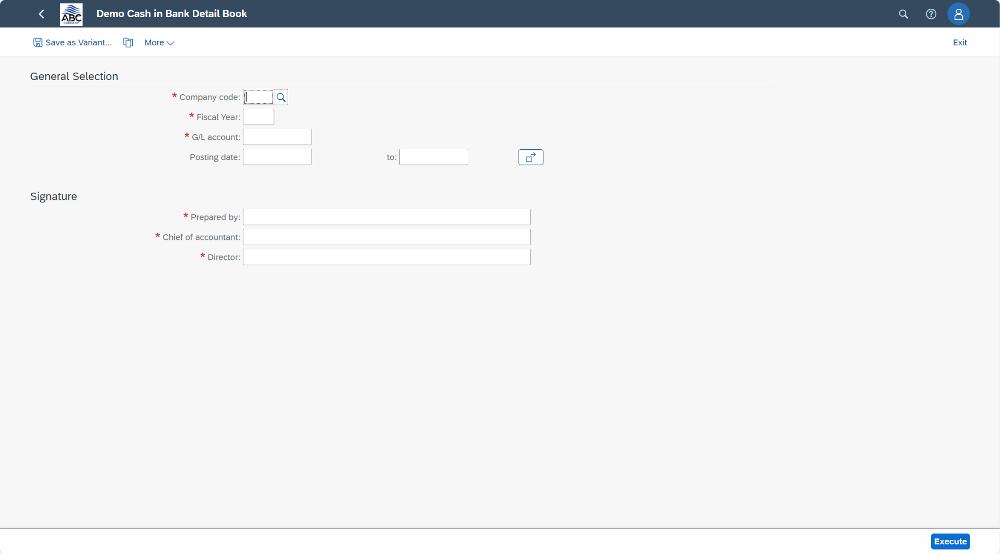 ABC
COMPANY
Demo Cash in Bank Detail Book
Save as Variant...
More
Exit
General Selection
* Company code:
* Fiscal Year:
* G/L account:
Posting date:
to:
Signature
* Prepared by:
* Chief of accountant:
* Director:
Execute